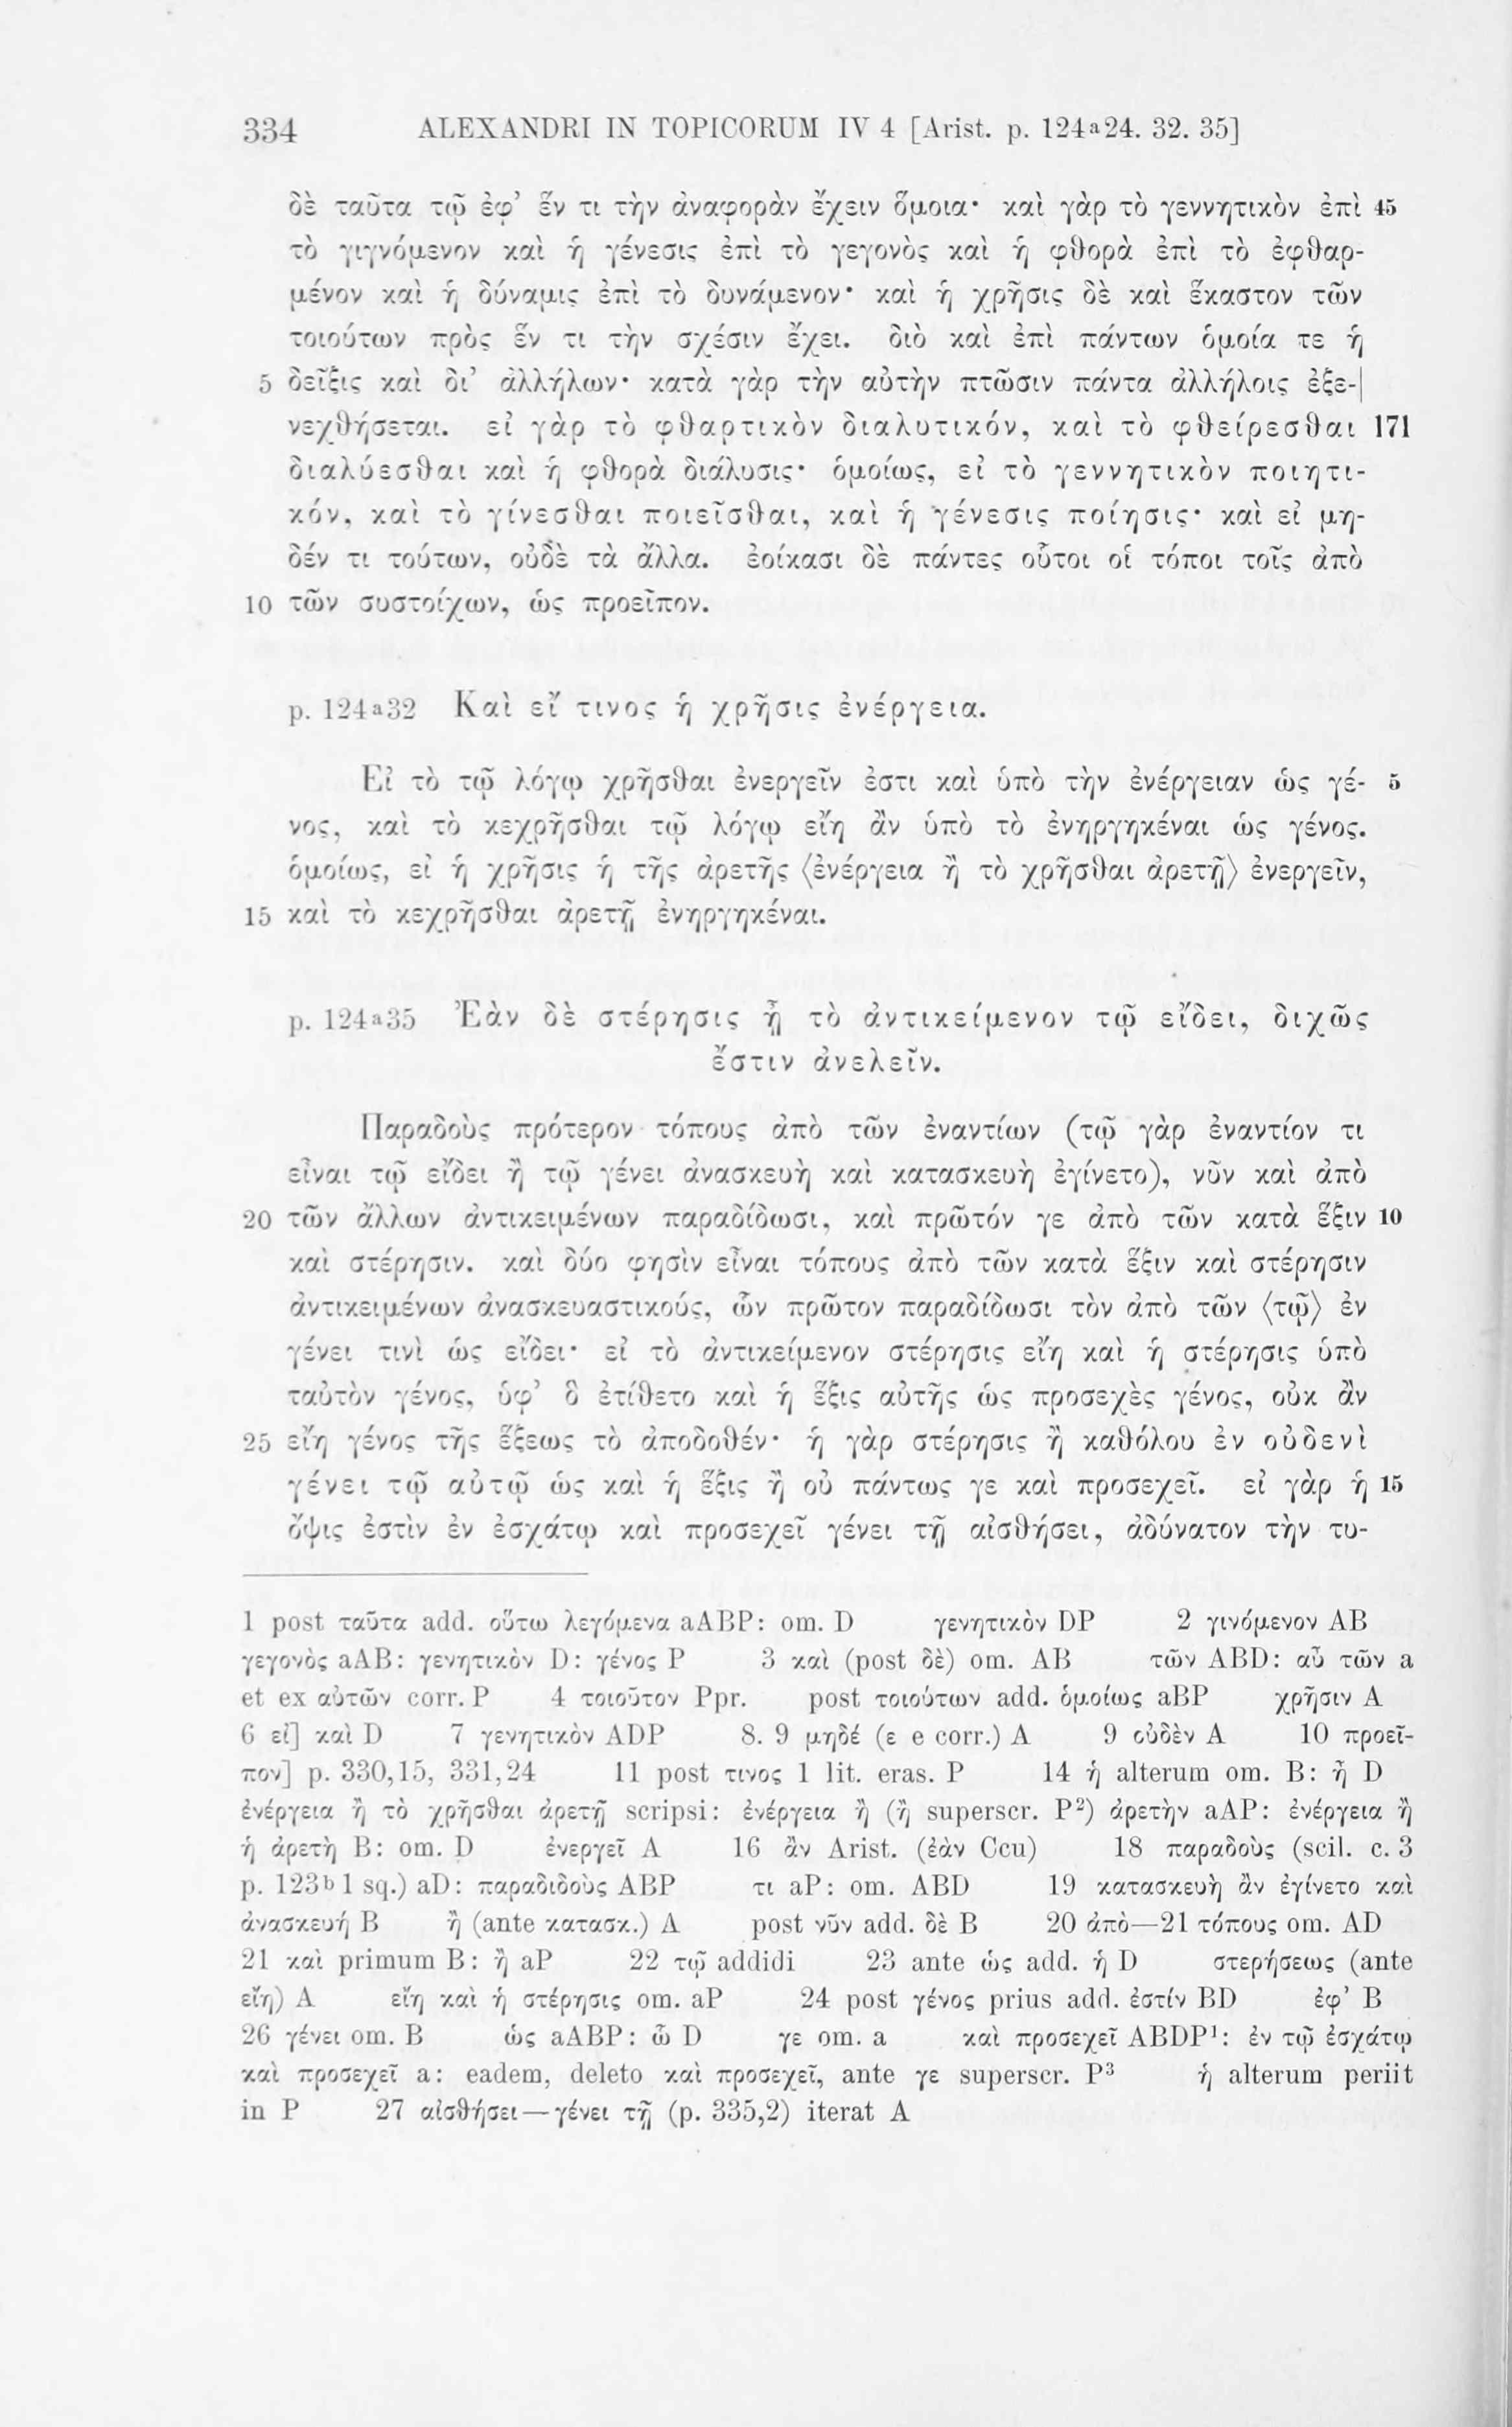 334 ALEXANDRI IN TOPICORUM IV 4 [Arist. p. 124a24. 32. 35]
δὲ ταῦτα τῷ ἐφ’ ἕν τι τὴν ἀναφορὰν ἔχειν ὅμοια· καὶ γὰρ τὸ γεννητικὸν ἐπὶ 45
τὸ γιγνόμενον καὶ ἡ γένεσις ἐπὶ τὸ γεγονὸς καὶ ἡ φθορὰ ἐπὶ τὸ ἐφθαρ-
μένον καὶ ἡ δύναμις ἐπὶ τὸ δυνάμενον· καὶ ἡ χρῆσις δὲ καὶ ἕκαστον τῶν
τοιούτων πρὸς ἕν τι τὴν σχέσιν ἔχει. διὸ καὶ ἐπὶ πάντων ὁμοία τε ἡ
5 δεῖξις καὶ δι’ ἀλλήλων· κατὰ γὰρ τὴν αὐτὴν πτῶσιν πάντα ἀλλήλοις ἐξε-|
νεχθήσεται. εἰ γὰρ τὸ φθαρτικὸν διαλυτικόν, καὶ τὸ φθείρεσθαι 171
διαλύεσθαι καὶ ἡ φθορὰ διάλυσις· ὁμοίως, εἰ τὸ γεννητικὸν ποιητι-
κόν, καὶ τὸ γίνεσθαι ποιεῖσθαι, καὶ ἡ γένεσις ποίησις· καὶ εἰ μη-
δέν τι τούτων, οὐδὲ τὰ ἄλλα. ἐοίκασι δὲ πάντες οὗτοι οἱ τόποι τοῖς ἀπὸ
10 τῶν συστοίχων, ὡς προεῖπον.
p. 124a32 Καὶ εἴ τινος ἡ χρῆσις ἐνέργεια.
Εἰ τὸ τῷ λόγῳ χρῆσθαι ἐνεργεῖν ἐστι καὶ ὑπὸ τὴν ἐνέργειαν ὡς γέ- 5
νος, καὶ τὸ κεχρῆσθαι τῷ λόγῳ εἴη ἂν ὑπὸ τὸ ἐνηργηκέναι ὡς γένος.
ὁμοίως, εἰ ἡ χρῆσις ἡ τῆς ἀρετῆς ⟨ἐνέργεια ἢ τὸ χρῆσθαι ἀρετῇ⟩ ἐνεργεῖν,
15 καὶ τὸ κεχρῆσθαι ἀρετῇ ἐνηργηκέναι.
p. 124a35 Ἐὰν δὲ στέρησις ᾖ τὸ ἀντικείμενον τῷ εἴδει, διχῶς
ἔστιν ἀνελεῖν.
Παραδοὺς πρότερον τόπους ἀπὸ τῶν ἐναντίων (τῷ γὰρ ἐναντίον τι
εἶναι τῷ εἴδει ἢ τῷ γένει ἀνασκευὴ καὶ κατασκευὴ ἐγίνετο), νῦν καὶ ἀπὸ
20 τῶν ἄλλων ἀντικειμένων παραδίδωσι, καὶ πρῶτόν γε ἀπὸ τῶν κατὰ ἕξιν 10
καὶ στέρησιν. καὶ δύο φησὶν εἶναι τόπους ἀπὸ τῶν κατὰ ἕξιν καὶ στέρησιν
ἀντικειμένων ἀνασκευαστικούς, ὧν πρῶτον παραδίδωσι τὸν ἀπὸ τῶν ⟨τῷ⟩ ἐν
γένει τινὶ ὡς εἴδει· εἰ τὸ ἀντικείμενον στέρησις εἴη καὶ ἡ στέρησις ὑπὸ
ταὐτὸν γένος, ὑφ’ ὃ ἐτίθετο καὶ ἡ ἕξις αὐτῆς ὡς προσεχὲς γένος, οὐκ ἂν
25 εἴη γένος τῆς ἕξεως τὸ ἀποδοθέν· ἡ γὰρ στέρησις ἢ καθόλου ἐν οὐδενὶ
γένει τῷ αὐτῷ ὡς καὶ ἡ ἕξις ἢ οὐ πάντως γε καὶ προσεχεῖ. εἰ γὰρ ἡ 15
ὄψις ἐστὶν ἐν ἐσχάτῳ καὶ προσεχεῖ γένει τῇ αἰσθήσει, ἀδύνατον τὴν τυ-
1 post ταῦτα add. οὕτω λεγόμενα aABP: om. D γενητικὸν DP 2 γινόμενον AB
γεγονὸς aAB: γενητικὸν D: γένος P 3 καὶ (post δὲ) om. AB τῶν ABD: αὖ τῶν a
et ex αὐτῶν corr. P 4 τοιοῦτον Ppr. post τοιούτων add. ὁμοίως aBP χρῆσιν A
6 εἰ] καὶ D 7 γενητικὸν ADP 8. 9 μηδέ (ε e corr.) A 9 οὐδὲν A 10 προεῖ-
πον] p. 330,15, 331,24 11 post τινος 1 lit. eras. P 14 ἡ alterum om. B: ἦ D
ἐνέργεια ἢ τὸ χρῆσθαι ἀρετῇ scripsi: ἐνέργεια ἢ (ἢ superscr. P²) ἀρετὴν aAP: ἐνέργεια ἢ
ἡ ἀρετὴ B: om. D ἐνεργεῖ A 16 ἂν Arist. (ἐὰν Ccu) 18 παραδοὺς (scil. c. 3
p. 123b 1 sq.) aD: παραδιδοὺς ABP τι aP: om. ABD 19 κατασκευὴ ἂν ἐγίνετο καὶ
ἀνασκευή B ἢ (ante κατασκ.) A post νῦν add. δὲ B 20 ἀπὸ—21 τόπους om. AD
21 καὶ primum B: ἢ aP 22 τῷ addidi 23 ante ὡς add. ἡ D στερήσεως (ante
εἴη) A εἴη καὶ ἡ στέρησις om. aP 24 post γένος prius add. ἐστίν BD ἐφ’ B
26 γένει om. B ὡς aABP: ὦ D γε om. a καὶ προσεχεῖ ABDP¹: ἐν τῷ ἐσχάτῳ
καὶ προσεχεῖ a: eadem, deleto καὶ προσεχεῖ, ante γε superscr. P³ ἡ alterum periit
in P 27 αἰσθήσει—γένει τῇ (p. 335,2) iterat A